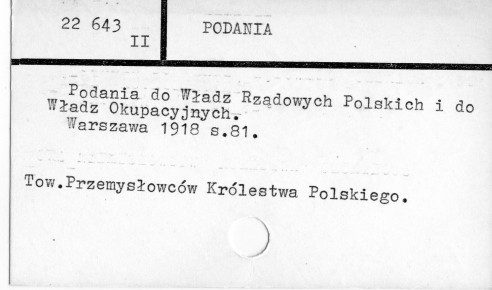 22 643
II
PODANIA
Podania do Władz Rządowych Polskich i do
Władz Okupacyjnych.
Warszawa 1918 s.81.
Tow.Przemysłowców Królestwa Polskiego.